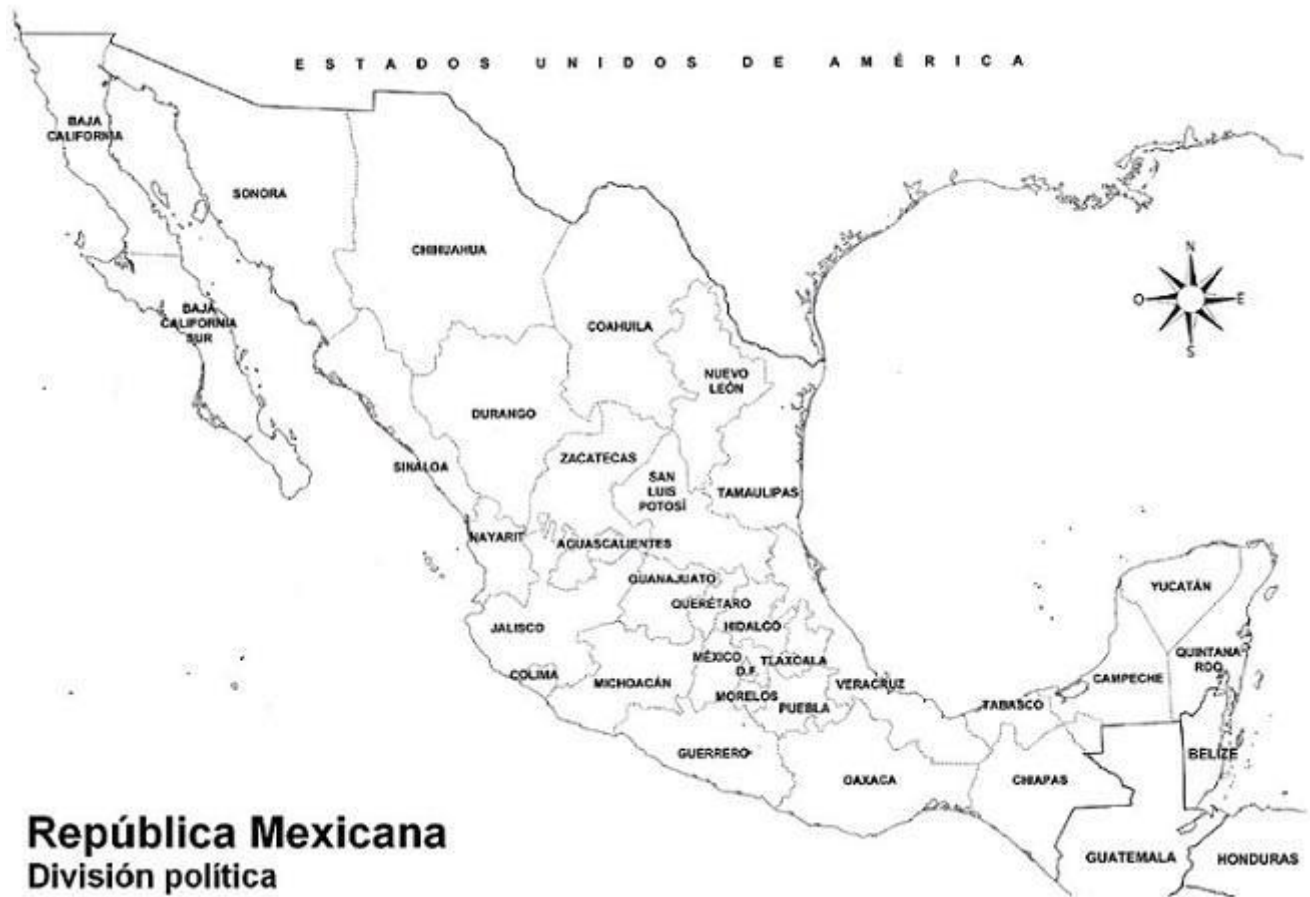 ESTADOS UNIDOS DE AMÉRICA
BAJA
CALIFORNIA
SONORA
CHIHUAHUA
N
O
E
S
BAJA
CALIFORNIA
SUR
COAHUILA
NUEVO
LEÓN
DURANGO
SINALOA
ZACATECAS
SAN
LUIS
POTOSÍ
TAMAULIPAS
NAYARIT
AGUASCALIENTES
GUANAJUATO
QUERÉTARO
HIDALGO
JALISCO
MÉXICO
D.F.
TLAXCALA
COLIMA
MICHOACÁN
MORELOS
PUEBLA
VERACRUZ
GUERRERO
OAXACA
TABASCO
CHIAPAS
CAMPECHE
YUCATÁN
QUINTANA
ROO
BELIZE
GUATEMALA
HONDURAS
República Mexicana
División política